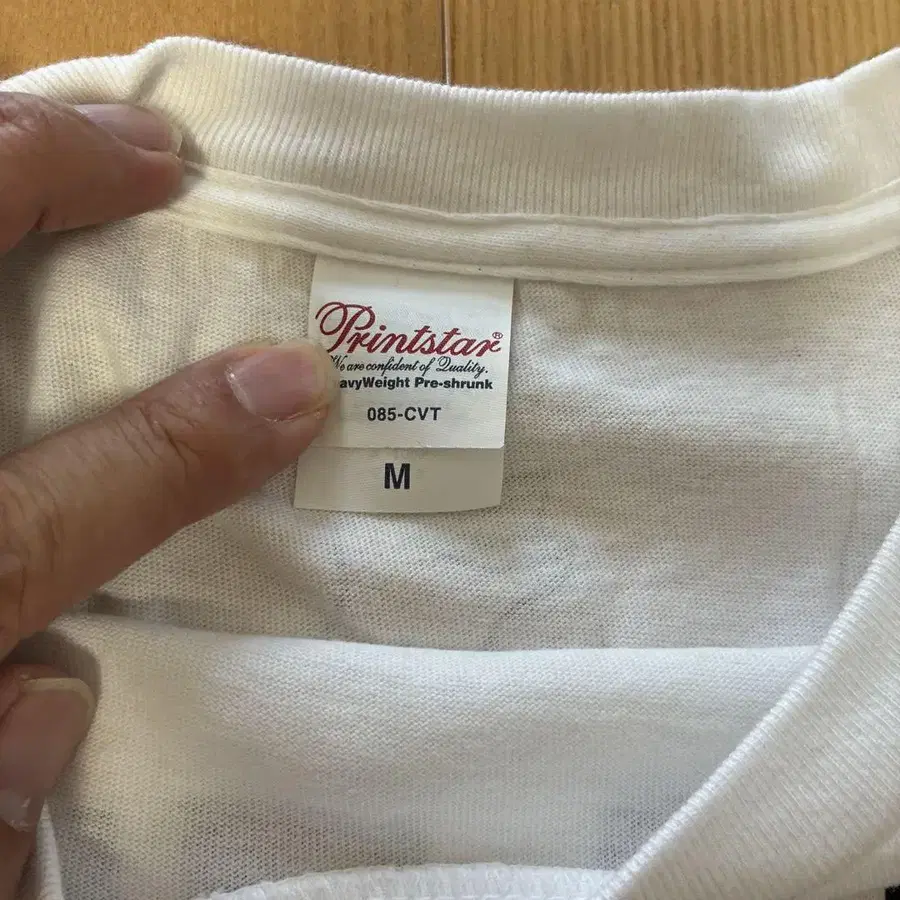 Printstar®
We are confident of Quality.
avyWeight Pre-shrunk
085-CVT
M